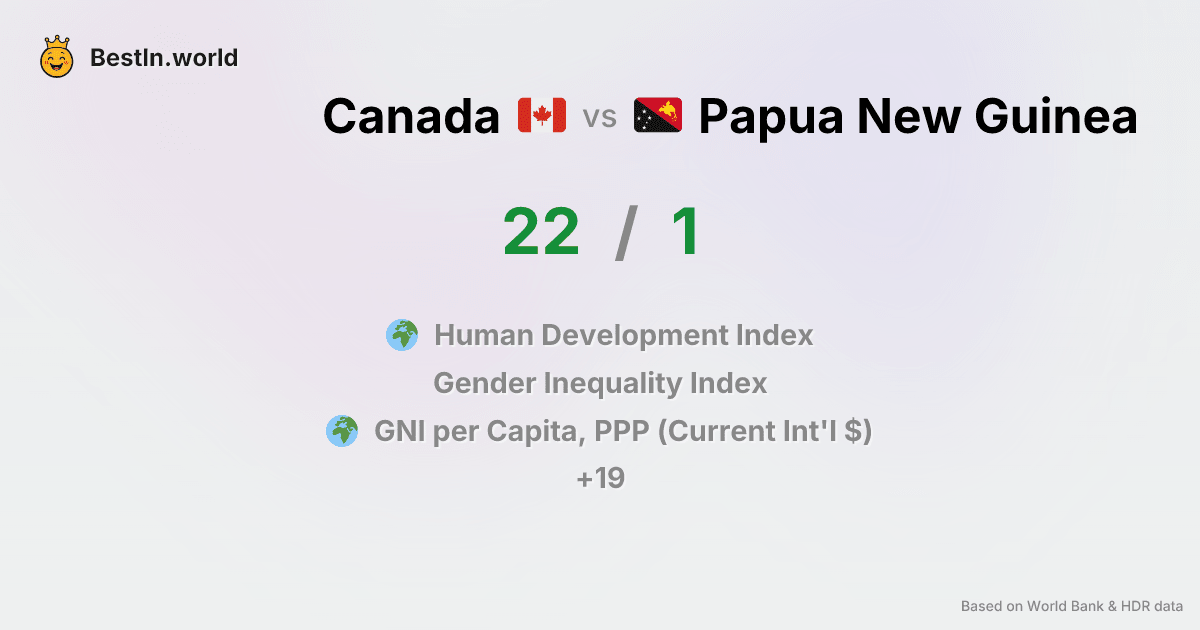 BestIn.world
Canada vs Papua New Guinea
22 / 1
Human Development Index
Gender Inequality Index
GNI per Capita, PPP (Current Int'l $)
+19
Based on World Bank & HDR data